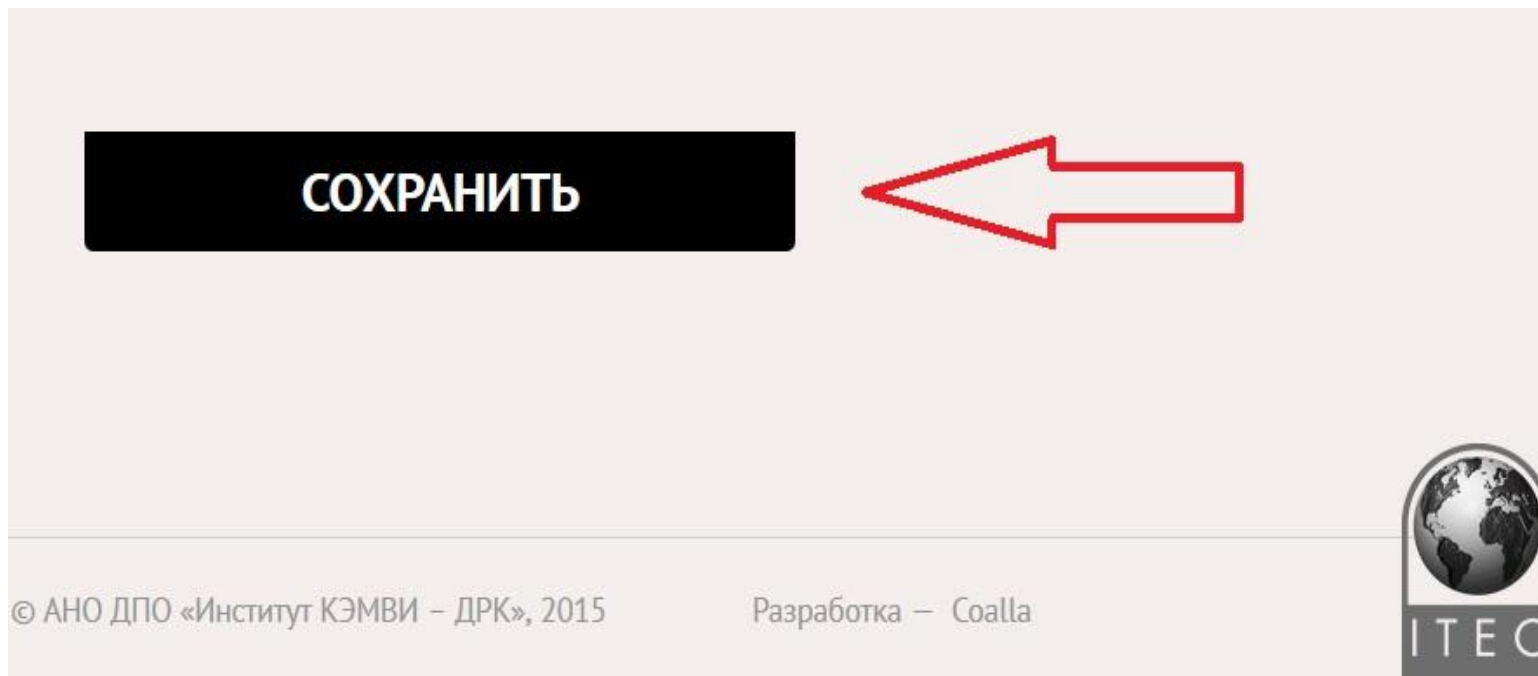 СОХРАНИТЬ
© АНО ДПО «Институт КЭМВИ – ДРК», 2015
Разработка — Coalla
ITEC